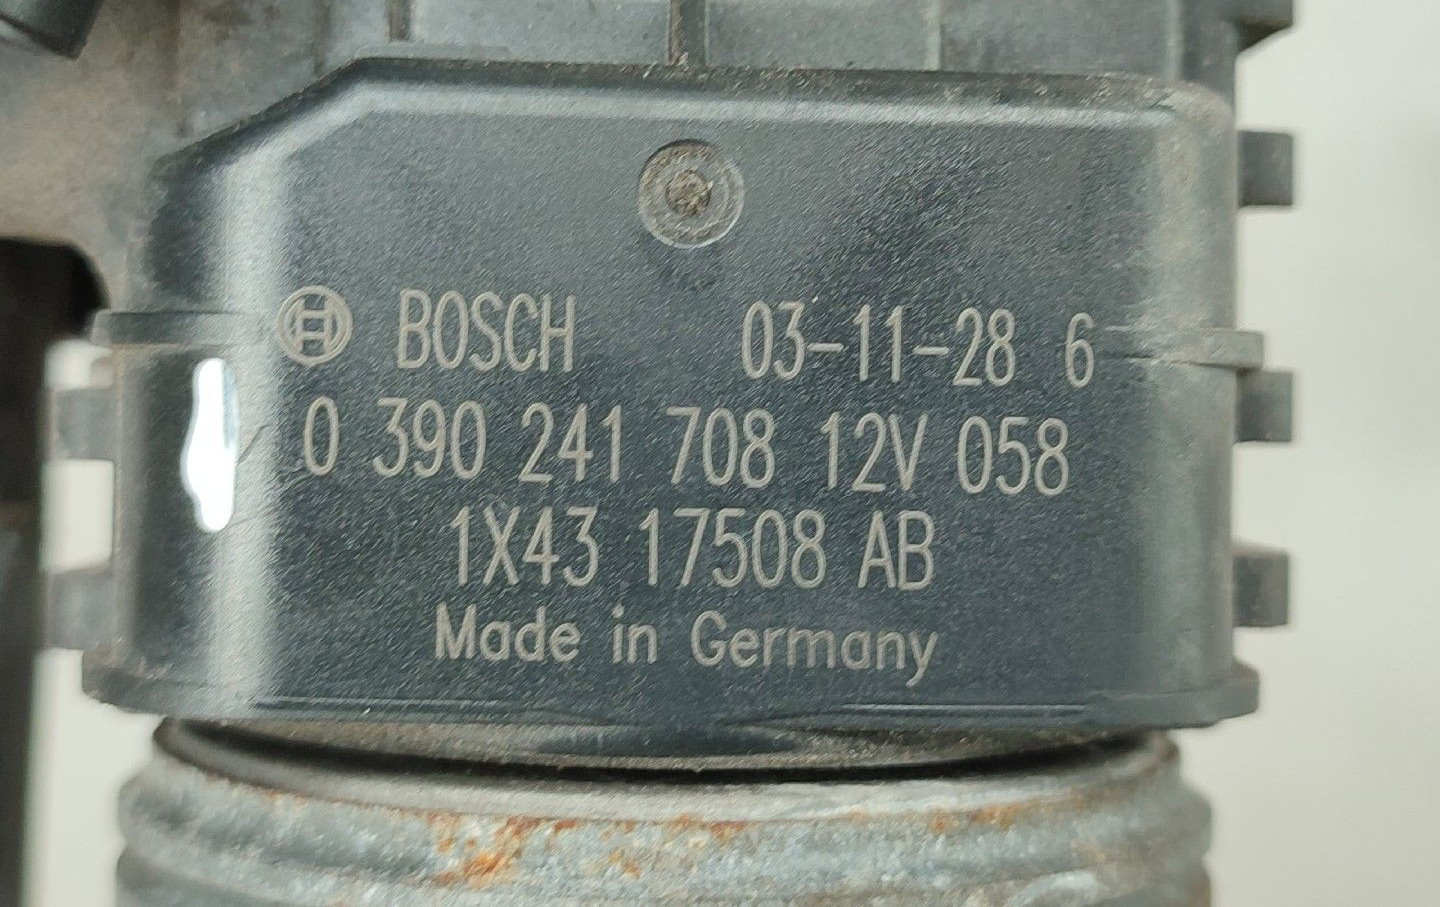 BOSCH 03-11-28 6
0 390 241 708 12V 058
1X43 17508 AB
Made in Germany